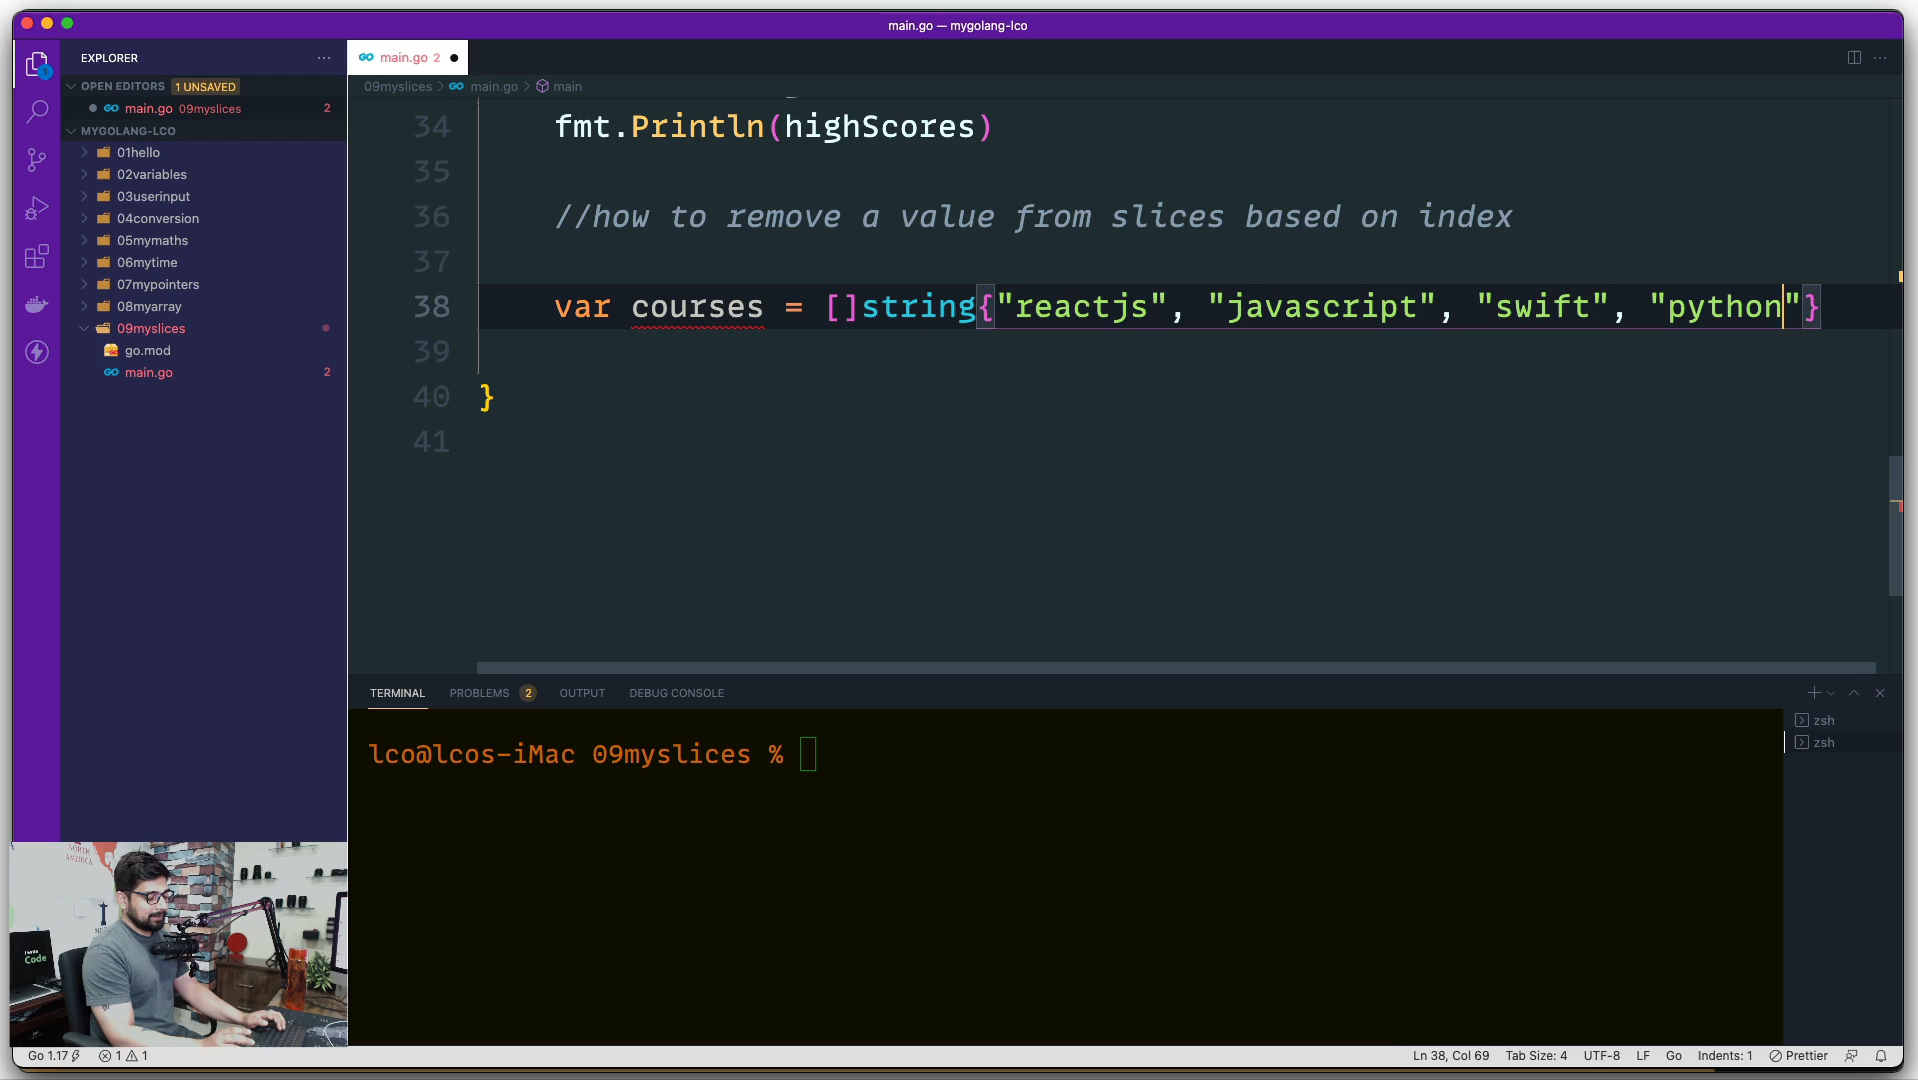 main.go — mygolang-lco
EXPLORER
main.go 2
OPEN EDITORS 1 UNSAVED
main.go 09myslices 2
MYGOLANG-LCO
01hello
02variables
03userinput
04conversion
05mymaths
06mytime
07mypointers
08myarray
09myslices
go.mod
main.go 2
09myslices > main.go > main
34 fmt.Println(highScores)
35
36 //how to remove a value from slices based on index
37
38 var courses = []string{"reactjs", "javascript", "swift", "python"}
39
40 }
41
TERMINAL PROBLEMS 2 OUTPUT DEBUG CONSOLE
zsh
zsh
lco@lcos-iMac 09myslices %
NORTH
AMERICA
I write
Code
Go 1.17 1 1 Ln 38, Col 69 Tab Size: 4 UTF-8 LF Go Indents: 1 Prettier